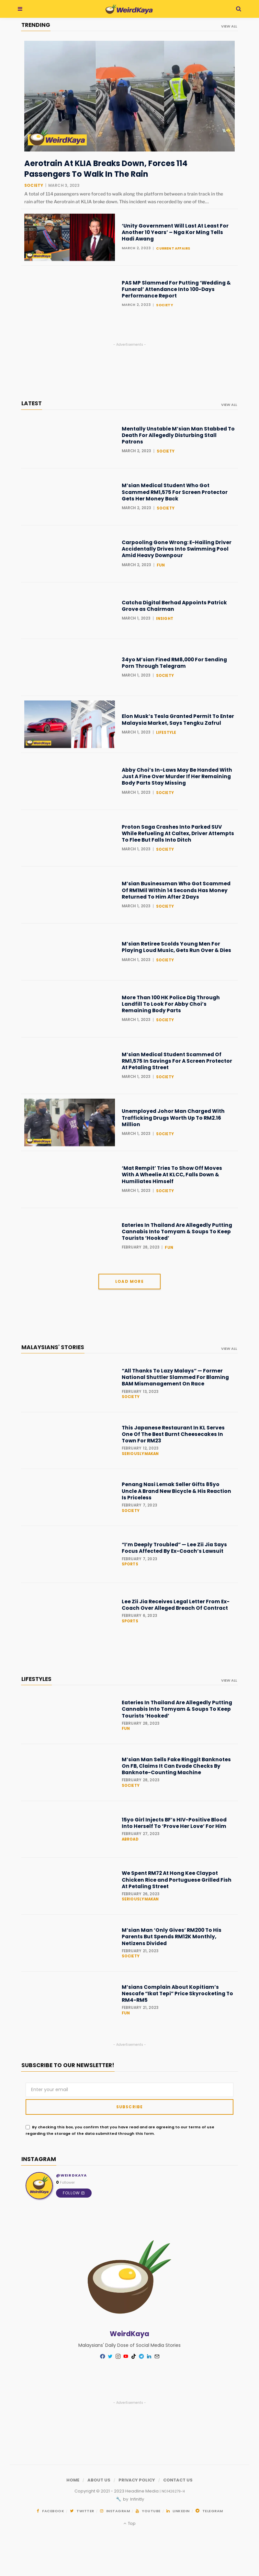 WeirdKaya
TRENDING
VIEW ALL
WeirdKaya
Aerotrain At KLIA Breaks Down, Forces 114
Passengers To Walk In The Rain
SOCIETY | MARCH 3, 2023
A total of 114 passengers were forced to walk along the platform between a train track in the
rain after the Aerotrain at KLIA broke down. This incident was recorded by one of the...
WeirdKaya
‘Unity Government Will Last At Least For
Another 10 Years’ – Nga Kor Ming Tells
Hadi Awang
MARCH 3, 2023 | CURRENT AFFAIRS
PAS MP Slammed For Putting ‘Wedding &
Funeral’ Attendance Into 100-Days
Performance Report
MARCH 2, 2023 | SOCIETY
- Advertisements -
LATEST
VIEW ALL
Mentally Unstable M’sian Man Stabbed To
Death For Allegedly Disturbing Stall
Patrons
MARCH 2, 2023 | SOCIETY
M’sian Medical Student Who Got
Scammed RM1,575 For Screen Protector
Gets Her Money Back
MARCH 2, 2023 | SOCIETY
Carpooling Gone Wrong: E-Hailing Driver
Accidentally Drives Into Swimming Pool
Amid Heavy Downpour
MARCH 2, 2023 | FUN
Catcha Digital Berhad Appoints Patrick
Grove as Chairman
MARCH 1, 2023 | INSIGHT
34yo M’sian Fined RM8,000 For Sending
Porn Through Telegram
MARCH 1, 2023 | SOCIETY
WeirdKaya
Elon Musk’s Tesla Granted Permit To Enter
Malaysia Market, Says Tengku Zafrul
MARCH 1, 2023 | LIFESTYLE
Abby Choi’s In-Laws May Be Handed With
Just A Fine Over Murder If Her Remaining
Body Parts Stay Missing
MARCH 1, 2023 | SOCIETY
Proton Saga Crashes Into Parked SUV
While Refueling At Caltex, Driver Attempts
To Flee But Falls Into Ditch
MARCH 1, 2023 | SOCIETY
M’sian Businessman Who Got Scammed
Of RM1Mil Within 14 Seconds Has Money
Returned To Him After 2 Days
MARCH 1, 2023 | SOCIETY
M’sian Retiree Scolds Young Men For
Playing Loud Music, Gets Run Over & Dies
MARCH 1, 2023 | SOCIETY
More Than 100 HK Police Dig Through
Landfill To Look For Abby Choi’s
Remaining Body Parts
MARCH 1, 2023 | SOCIETY
M’sian Medical Student Scammed Of
RM1,575 In Savings For A Screen Protector
At Petaling Street
MARCH 1, 2023 | SOCIETY
WeirdKaya
Unemployed Johor Man Charged With
Trafficking Drugs Worth Up To RM2.16
Million
MARCH 1, 2023 | SOCIETY
‘Mat Rempit’ Tries To Show Off Moves
With A Wheelie At KLCC, Falls Down &
Humiliates Himself
MARCH 1, 2023 | SOCIETY
Eateries In Thailand Are Allegedly Putting
Cannabis Into Tomyam & Soups To Keep
Tourists ‘Hooked’
FEBRUARY 28, 2023 | FUN
LOAD MORE
MALAYSIANS' STORIES
VIEW ALL
“All Thanks To Lazy Malays” — Former
National Shuttler Slammed For Blaming
BAM Mismanagement On Race
FEBRUARY 13, 2023
SOCIETY
This Japanese Restaurant in KL Serves
One Of The Best Burnt Cheesecakes In
Town For RM23
FEBRUARY 12, 2023
SERIOUSLYMAKAN
Penang Nasi Lemak Seller Gifts 85yo
Uncle A Brand New Bicycle & His Reaction
Is Priceless
FEBRUARY 7, 2023
SOCIETY
“I’m Deeply Troubled” — Lee Zii Jia Says
Focus Affected By Ex-Coach’s Lawsuit
FEBRUARY 7, 2023
SPORTS
Lee Zii Jia Receives Legal Letter From Ex-
Coach Over Alleged Breach Of Contract
FEBRUARY 6, 2023
SPORTS
LIFESTYLES
VIEW ALL
Eateries In Thailand Are Allegedly Putting
Cannabis Into Tomyam & Soups To Keep
Tourists ‘Hooked’
FEBRUARY 28, 2023
FUN
M’sian Man Sells Fake Ringgit Banknotes
On FB, Claims It Can Evade Checks By
Banknote-Counting Machine
FEBRUARY 28, 2023
SOCIETY
15yo Girl Injects BF’s HIV-Positive Blood
Into Herself To ‘Prove Her Love’ For Him
FEBRUARY 27, 2023
ABROAD
We Spent RM72 At Hong Kee Claypot
Chicken Rice and Portuguese Grilled Fish
At Petaling Street
FEBRUARY 26, 2023
SERIOUSLYMAKAN
M’sian Man ‘Only Gives’ RM200 To His
Parents But Spends RM12K Monthly,
Netizens Divided
FEBRUARY 21, 2023
SOCIETY
M’sians Complain About Kopitiam’s
Nescafe “Ikat Tepi” Price Skyrocketing To
RM4-RM5
FEBRUARY 21, 2023
FUN
- Advertisements -
SUBSCRIBE TO OUR NEWSLETTER!
Enter your email
SUBSCRIBE
By checking this box, you confirm that you have read and are agreeing to our terms of use
regarding the storage of the data submitted through this form.
INSTAGRAM
WeirdKaya
@WEIRDKAYA
0 Follower
FOLLOW
WeirdKaya
Malaysians' Daily Dose of Social Media Stories
- Advertisements -
HOME ABOUT US PRIVACY POLICY CONTACT US
FACEBOOK TWITTER INSTAGRAM YOUTUBE LINKEDIN TELEGRAM
Top